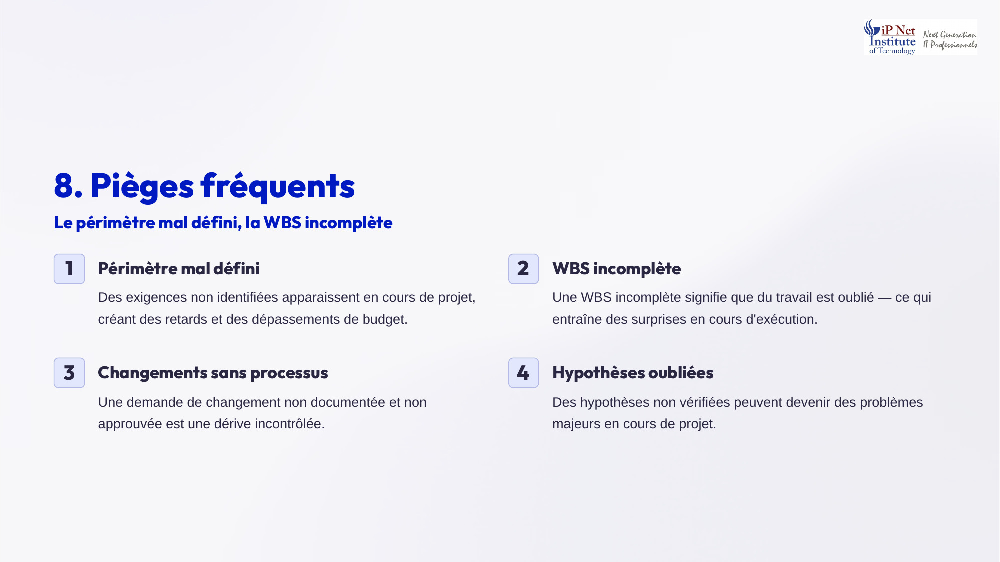 iP Net
Institute
of Technology
Next Generation
IT Professionnels
8. Pièges fréquents
Le périmètre mal défini, la WBS incomplète
1
Périmètre mal défini
Des exigences non identifiées apparaissent en cours de projet,
créant des retards et des dépassements de budget.
2
WBS incomplète
Une WBS incomplète signifie que du travail est oublié — ce qui
entraîne des surprises en cours d'exécution.
3
Changements sans processus
Une demande de changement non documentée et non
approuvée est une dérive incontrôlée.
4
Hypothèses oubliées
Des hypothèses non vérifiées peuvent devenir des problèmes
majeurs en cours de projet.